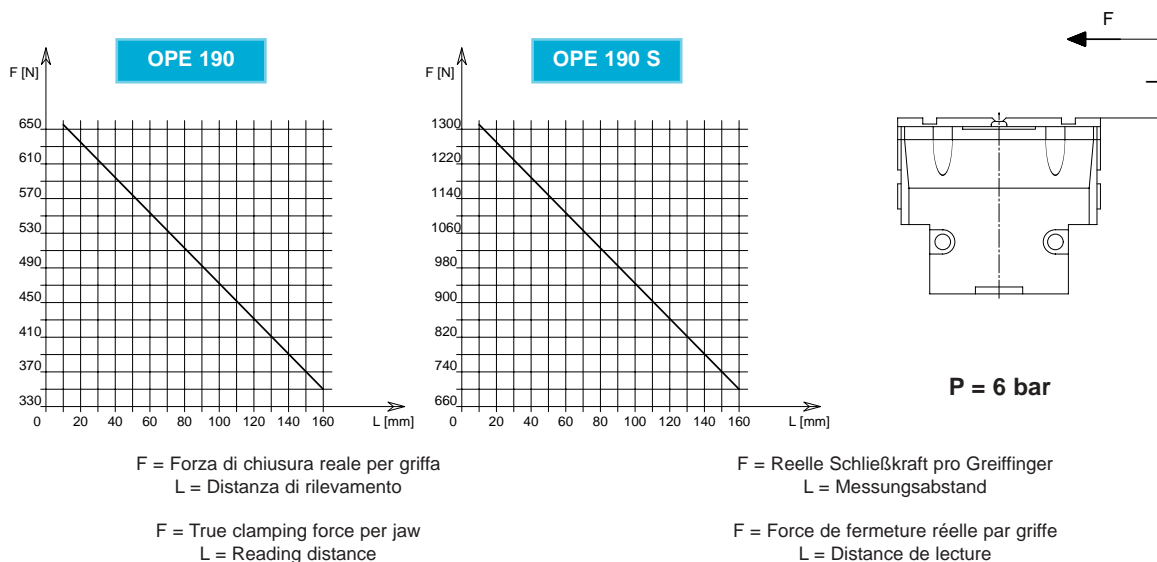 OPE 190
F [N]
650
610
570
530
490
450
410
370
330
0 20 40 60 80 100 120 140 160 L [mm]
OPE 190 S
F [N]
1300
1220
1140
1060
980
900
820
740
660
0 20 40 60 80 100 120 140 160 L [mm]
F
P = 6 bar
F = Forza di chiusura reale per griffa
L = Distanza di rilevamento
F = Reelle Schließkraft pro Greiffinger
L = Messungsabstand
F = True clamping force per jaw
L = Reading distance
F = Force de fermeture réelle par griffe
L = Distance de lecture